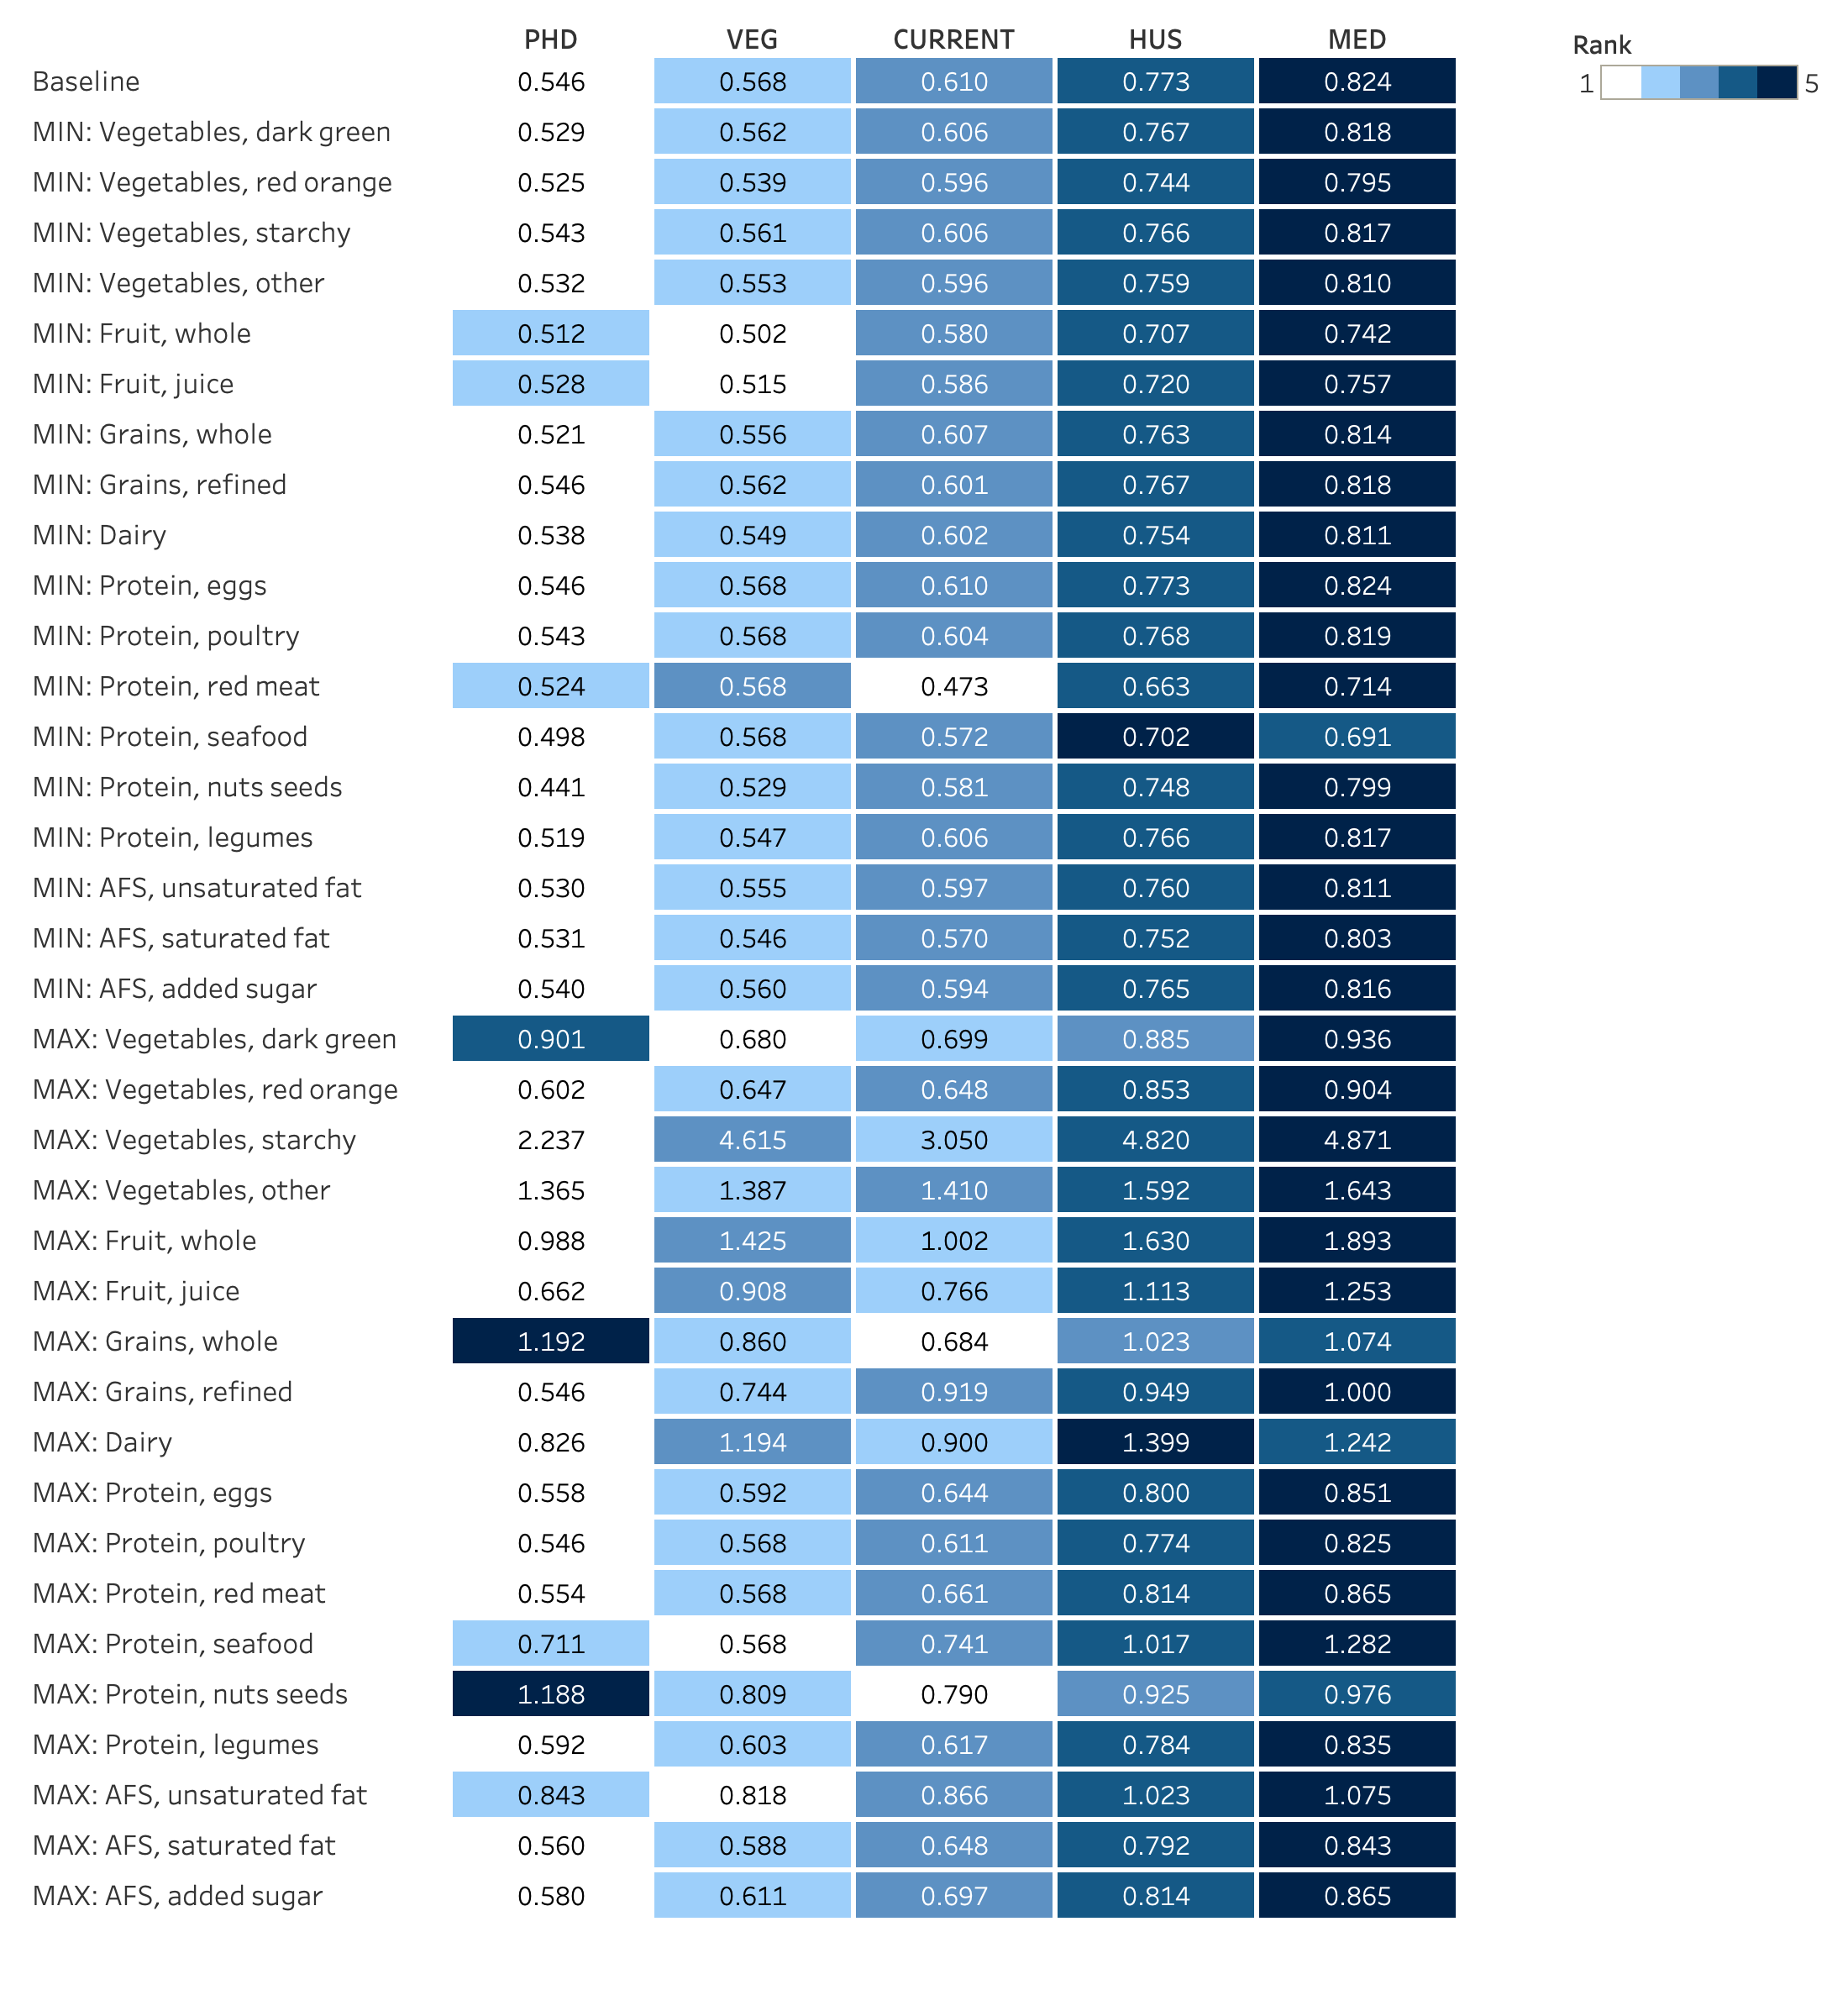 PHD VEG CURRENT HUS MED
Rank
1 5
Baseline 0.546 0.568 0.610 0.773 0.824
MIN: Vegetables, dark green 0.529 0.562 0.606 0.767 0.818
MIN: Vegetables, red orange 0.525 0.539 0.596 0.744 0.795
MIN: Vegetables, starchy 0.543 0.561 0.606 0.766 0.817
MIN: Vegetables, other 0.532 0.553 0.596 0.759 0.810
MIN: Fruit, whole 0.512 0.502 0.580 0.707 0.742
MIN: Fruit, juice 0.528 0.515 0.586 0.720 0.757
MIN: Grains, whole 0.521 0.556 0.607 0.763 0.814
MIN: Grains, refined 0.546 0.562 0.601 0.767 0.818
MIN: Dairy 0.538 0.549 0.602 0.754 0.811
MIN: Protein, eggs 0.546 0.568 0.610 0.773 0.824
MIN: Protein, poultry 0.543 0.568 0.604 0.768 0.819
MIN: Protein, red meat 0.524 0.568 0.473 0.663 0.714
MIN: Protein, seafood 0.498 0.568 0.572 0.702 0.691
MIN: Protein, nuts seeds 0.441 0.529 0.581 0.748 0.799
MIN: Protein, legumes 0.519 0.547 0.606 0.766 0.817
MIN: AFS, unsaturated fat 0.530 0.555 0.597 0.760 0.811
MIN: AFS, saturated fat 0.531 0.546 0.570 0.752 0.803
MIN: AFS, added sugar 0.540 0.560 0.594 0.765 0.816
MAX: Vegetables, dark green 0.901 0.680 0.699 0.885 0.936
MAX: Vegetables, red orange 0.602 0.647 0.648 0.853 0.904
MAX: Vegetables, starchy 2.237 4.615 3.050 4.820 4.871
MAX: Vegetables, other 1.365 1.387 1.410 1.592 1.643
MAX: Fruit, whole 0.988 1.425 1.002 1.630 1.893
MAX: Fruit, juice 0.662 0.908 0.766 1.113 1.253
MAX: Grains, whole 1.192 0.860 0.684 1.023 1.074
MAX: Grains, refined 0.546 0.744 0.919 0.949 1.000
MAX: Dairy 0.826 1.194 0.900 1.399 1.242
MAX: Protein, eggs 0.558 0.592 0.644 0.800 0.851
MAX: Protein, poultry 0.546 0.568 0.611 0.774 0.825
MAX: Protein, red meat 0.554 0.568 0.661 0.814 0.865
MAX: Protein, seafood 0.711 0.568 0.741 1.017 1.282
MAX: Protein, nuts seeds 1.188 0.809 0.790 0.925 0.976
MAX: Protein, legumes 0.592 0.603 0.617 0.784 0.835
MAX: AFS, unsaturated fat 0.843 0.818 0.866 1.023 1.075
MAX: AFS, saturated fat 0.560 0.588 0.648 0.792 0.843
MAX: AFS, added sugar 0.580 0.611 0.697 0.814 0.865